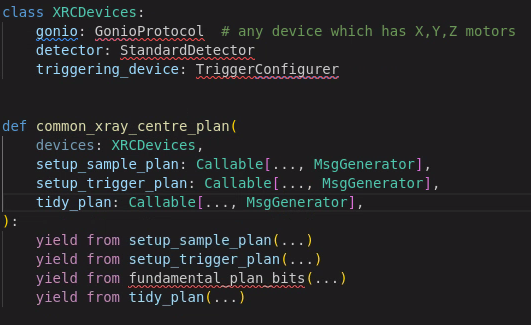 class XRCDevices:
    gonio: GonioProtocol  # any device which has X,Y,Z motors
    detector: StandardDetector
    triggering_device: TriggerConfigurer
def common_xray_centre_plan(
    devices: XRCDevices,
    setup_sample_plan: Callable[..., MsgGenerator],
    setup_trigger_plan: Callable[..., MsgGenerator],
    tidy_plan: Callable[..., MsgGenerator],
):
    yield from setup_sample_plan(...)
    yield from setup_trigger_plan(...)
    yield from fundamental_plan_bits(...)
    yield from tidy_plan(...)